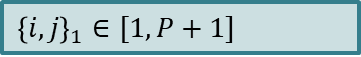 {i, j}₁ ∈ [1, P + 1]